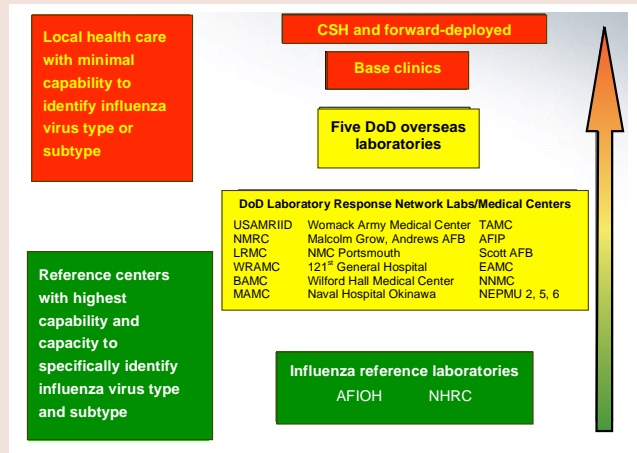 Local health care
with minimal
capability to
identify influenza
virus type or
subtype
CSH and forward-deployed
Base clinics
Five DoD overseas
laboratories
DoD Laboratory Response Network Labs/Medical Centers
USAMRIID Womack Army Medical Center TAMC
NMRC Malcolm Grow, Andrews AFB AFIP
LRMC NMC Portsmouth Scott AFB
WRAMC 121st General Hospital EAMC
BAMC Wilford Hall Medical Center NNMC
MAMC Naval Hospital Okinawa NEPMU 2, 5, 6
Reference centers
with highest
capability and
capacity to
specifically identify
influenza virus type
and subtype
Influenza reference laboratories
AFIOH NHRC